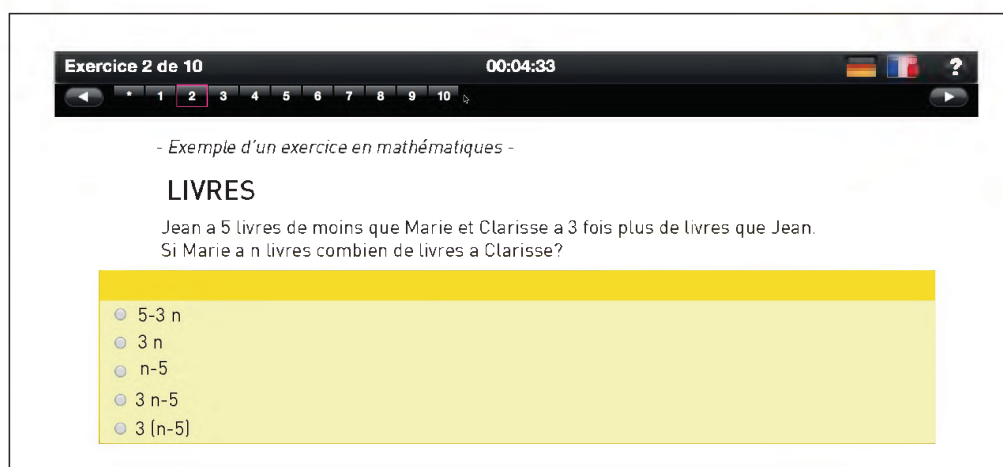 Exercice 2 de 10 00:04:33 ?
* 1 2 3 4 5 6 7 8 9 10
- Exemple d'un exercice en mathématiques -
LIVRES
Jean a 5 livres de moins que Marie et Clarisse a 3 fois plus de livres que Jean.
Si Marie a n livres combien de livres a Clarisse?
5-3 n
3 n
n-5
3 n-5
3 (n-5)